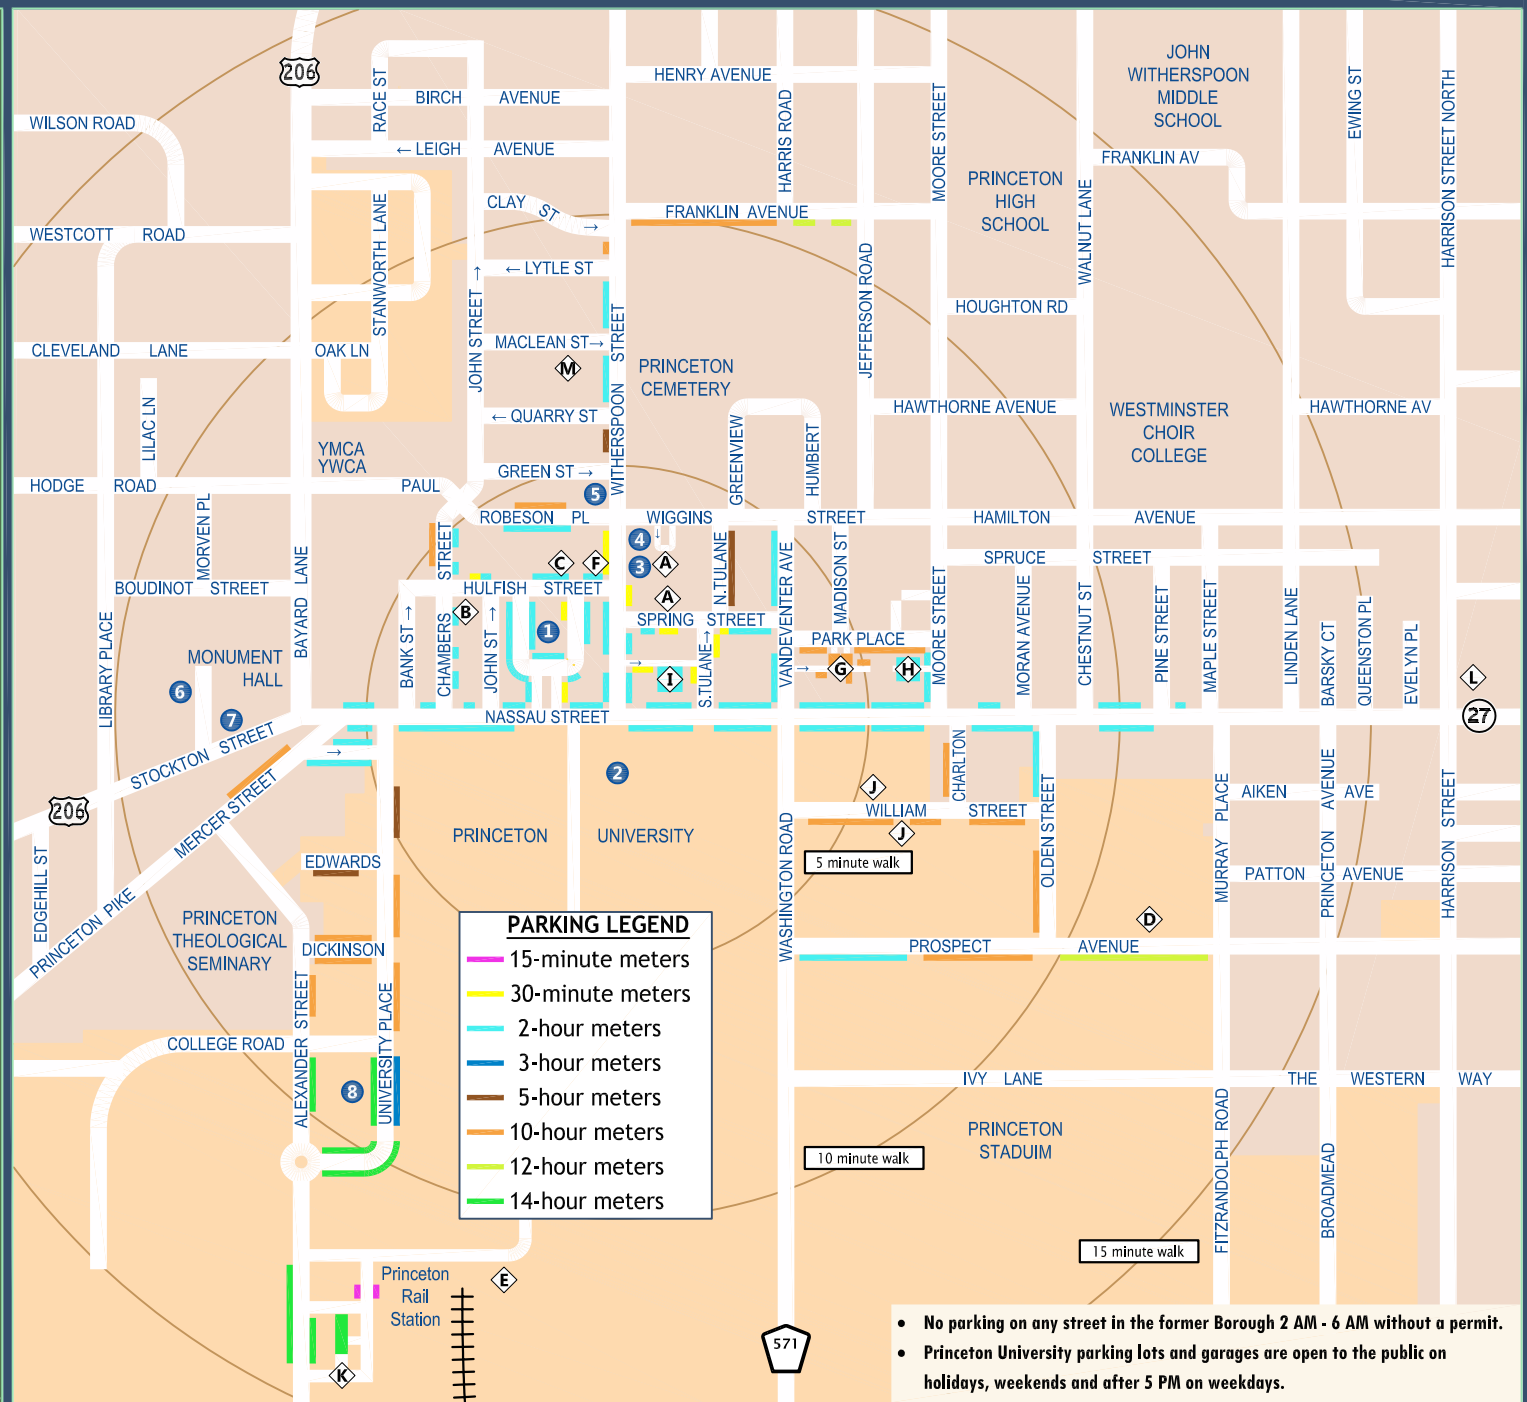 206
RACE ST
BIRCH AVENUE
← LEIGH AVENUE
WILSON ROAD
WESTCOTT ROAD
CLEVELAND LANE
OAK LN
STANWORTH LANE
JOHN STREET →
CLAY ST →
← LYTLE ST
MACLEAN ST→
M
← QUARRY ST
GREEN ST →
WITHERSPOON STREET
HENRY AVENUE
HARRIS ROAD
FRANKLIN AVENUE
JEFFERSON ROAD
MOORE STREET
PRINCETON
HIGH
SCHOOL
WALNUT LANE
JOHN
WITHERSPOON
MIDDLE
SCHOOL
FRANKLIN AV
EWING ST
HARRISON STREET NORTH
HOUGHTON RD
PRINCETON
CEMETERY
HAWTHORNE AVENUE
HAWTHORNE AV
WESTMINSTER
CHOIR
COLLEGE
GREENVIEW
HUMBERT
LILAC LN
YMCA
YWCA
HODGE ROAD
PAUL
ROBESON PL
WIGGINS STREET
HAMILTON AVENUE
SPRUCE STREET
MORVEN PL
BOUDINOT STREET
BAYARD LANE
LIBRARY PLACE
STREET
CHAMBERS
HULFISH STREET
BANK ST →
JOHN ST →
5
4
3
C
F
A
A
B
1
N.TULANE
SPRING STREET
S.TULANE→
→
→
I
VANDEVENTER AVE
MADISON ST
PARK PLACE
G
H
MOORE STREET
MORAN AVENUE
CHESTNUT ST
PINE STREET
MAPLE STREET
LINDEN LANE
BARSKY CT
QUEENSTON PL
EVELYN PL
L
27
MONUMENT
HALL
6
7
NASSAU STREET
→
STOCKTON STREET
206
MERCER STREET
PRINCETON PIKE
EDGEHILL ST
2
PRINCETON UNIVERSITY
EDWARDS
PRINCETON
THEOLOGICAL
SEMINARY
DICKINSON
ALEXANDER STREET
UNIVERSITY PLACE
COLLEGE ROAD
8
WASHINGTON ROAD
J
WILLIAM STREET
J
CHARLTON
OLDEN STREET
5 minute walk
MURRAY PLACE
AIKEN AVE
PRINCETON AVENUE
HARRISON STREET
PATTON AVENUE
D
PROSPECT AVENUE
PARKING LEGEND
15-minute meters
30-minute meters
2-hour meters
3-hour meters
5-hour meters
10-hour meters
12-hour meters
14-hour meters
IVY LANE
THE WESTERN WAY
PRINCETON
STADUIM
10 minute walk
FITZRANDOLPH ROAD
BROADMEAD
15 minute walk
Princeton
Rail
Station
E
K
571
• No parking on any street in the former Borough 2 AM - 6 AM without a permit.
• Princeton University parking lots and garages are open to the public on
holidays, weekends and after 5 PM on weekdays.